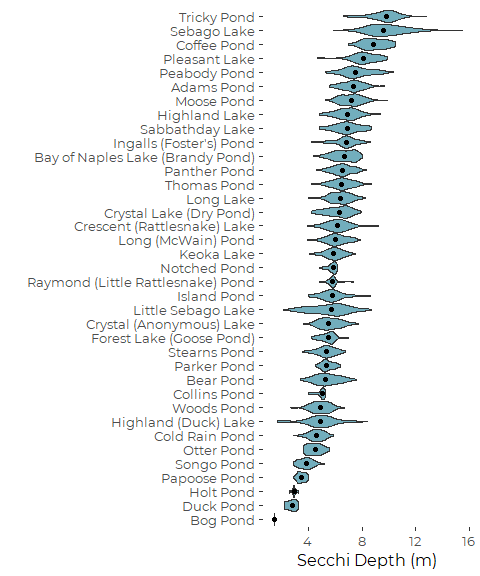 Tricky Pond
Sebago Lake
Coffee Pond
Pleasant Lake
Peabody Pond
Adams Pond
Moose Pond
Highland Lake
Sabbathday Lake
Ingalls (Foster's) Pond
Bay of Naples Lake (Brandy Pond)
Panther Pond
Thomas Pond
Long Lake
Crystal Lake (Dry Pond)
Crescent (Rattlesnake) Lake
Long (McWain) Pond
Keoka Lake
Notched Pond
Raymond (Little Rattlesnake) Pond
Island Pond
Little Sebago Lake
Crystal (Anonymous) Lake
Forest Lake (Goose Pond)
Stearns Pond
Parker Pond
Bear Pond
Collins Pond
Woods Pond
Highland (Duck) Lake
Cold Rain Pond
Otter Pond
Songo Pond
Papoose Pond
Holt Pond
Duck Pond
Bog Pond
4 8 12 16
Secchi Depth (m)